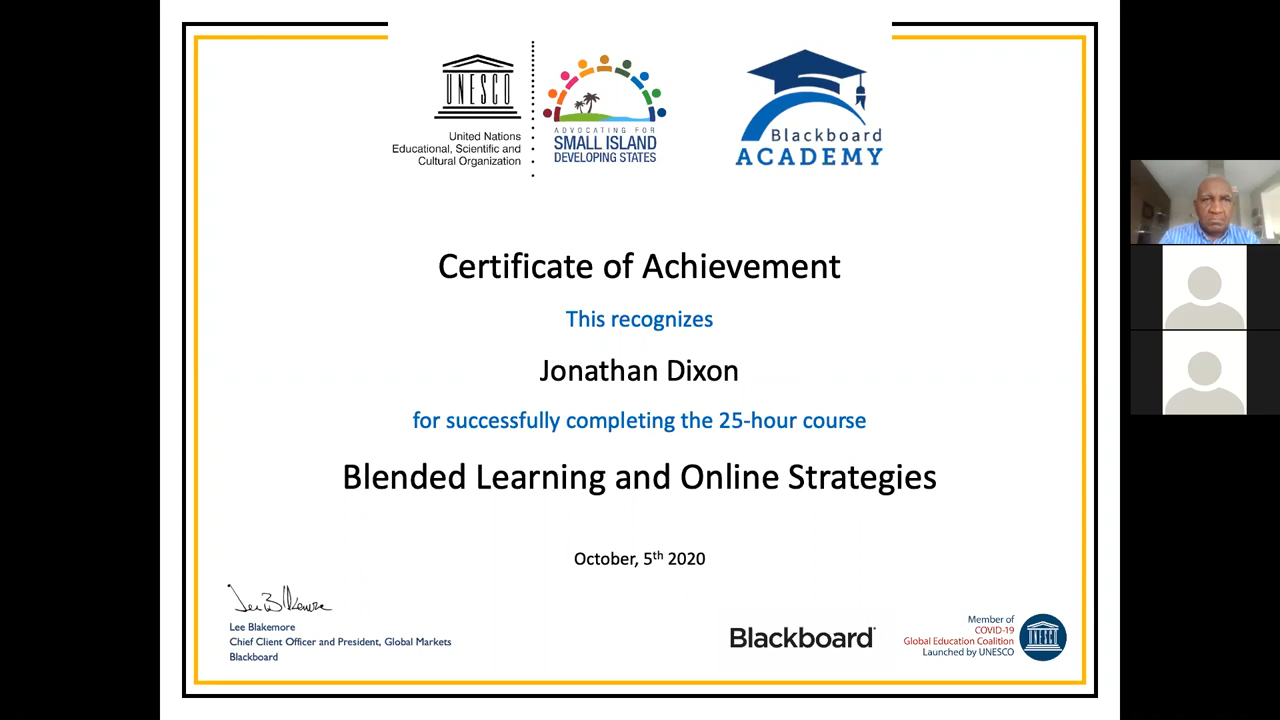 UNESCO
United Nations
Educational, Scientific and
Cultural Organization
ADVOCATING FOR
SMALL ISLAND
DEVELOPING STATES
Blackboard
ACADEMY
Certificate of Achievement
This recognizes
Jonathan Dixon
for successfully completing the 25-hour course
Blended Learning and Online Strategies
October, 5th 2020
Lee Blakemore
Lee Blakemore
Chief Client Officer and President, Global Markets
Blackboard
Blackboard
Member of
COVID-19
Global Education Coalition
Launched by UNESCO
UNESCO